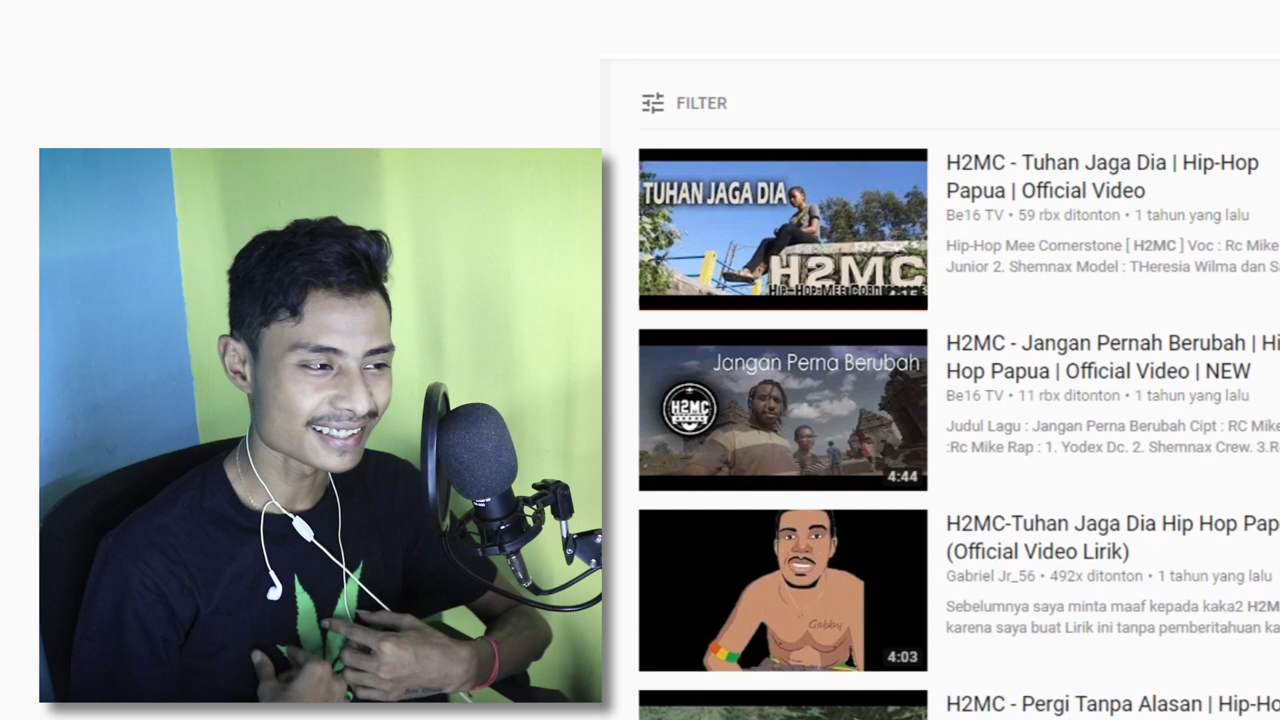 FILTER
TUHAN JAGA DIA
H2MC
HIP-HOP MEE CORNERSTONE
H2MC - Tuhan Jaga Dia | Hip-Hop
Papua | Official Video
Be16 TV • 59 rbx ditonton • 1 tahun yang lalu
Hip-Hop Mee Cornerstone [ H2MC ] Voc : Rc Mike
Junior 2. Shemnax Model : THeresia Wilma dan S
Jangan Perna Berubah
H2MC
4:44
H2MC - Jangan Pernah Berubah | Hi
Hop Papua | Official Video | NEW
Be16 TV • 11 rbx ditonton • 1 tahun yang lalu
Judul Lagu : Jangan Perna Berubah Cipt : RC Mike
:Rc Mike Rap : 1. Yodex Dc. 2. Shemnax Crew. 3.R
Gabby
4:03
H2MC-Tuhan Jaga Dia Hip Hop Pap
(Official Video Lirik)
Gabriel Jr_56 • 492x ditonton • 1 tahun yang lalu
Sebelumnya saya minta maaf kepada kaka2 H2M
karena saya buat Lirik ini tanpa pemberitahuan ka
H2MC - Pergi Tanpa Alasan | Hip-Ho